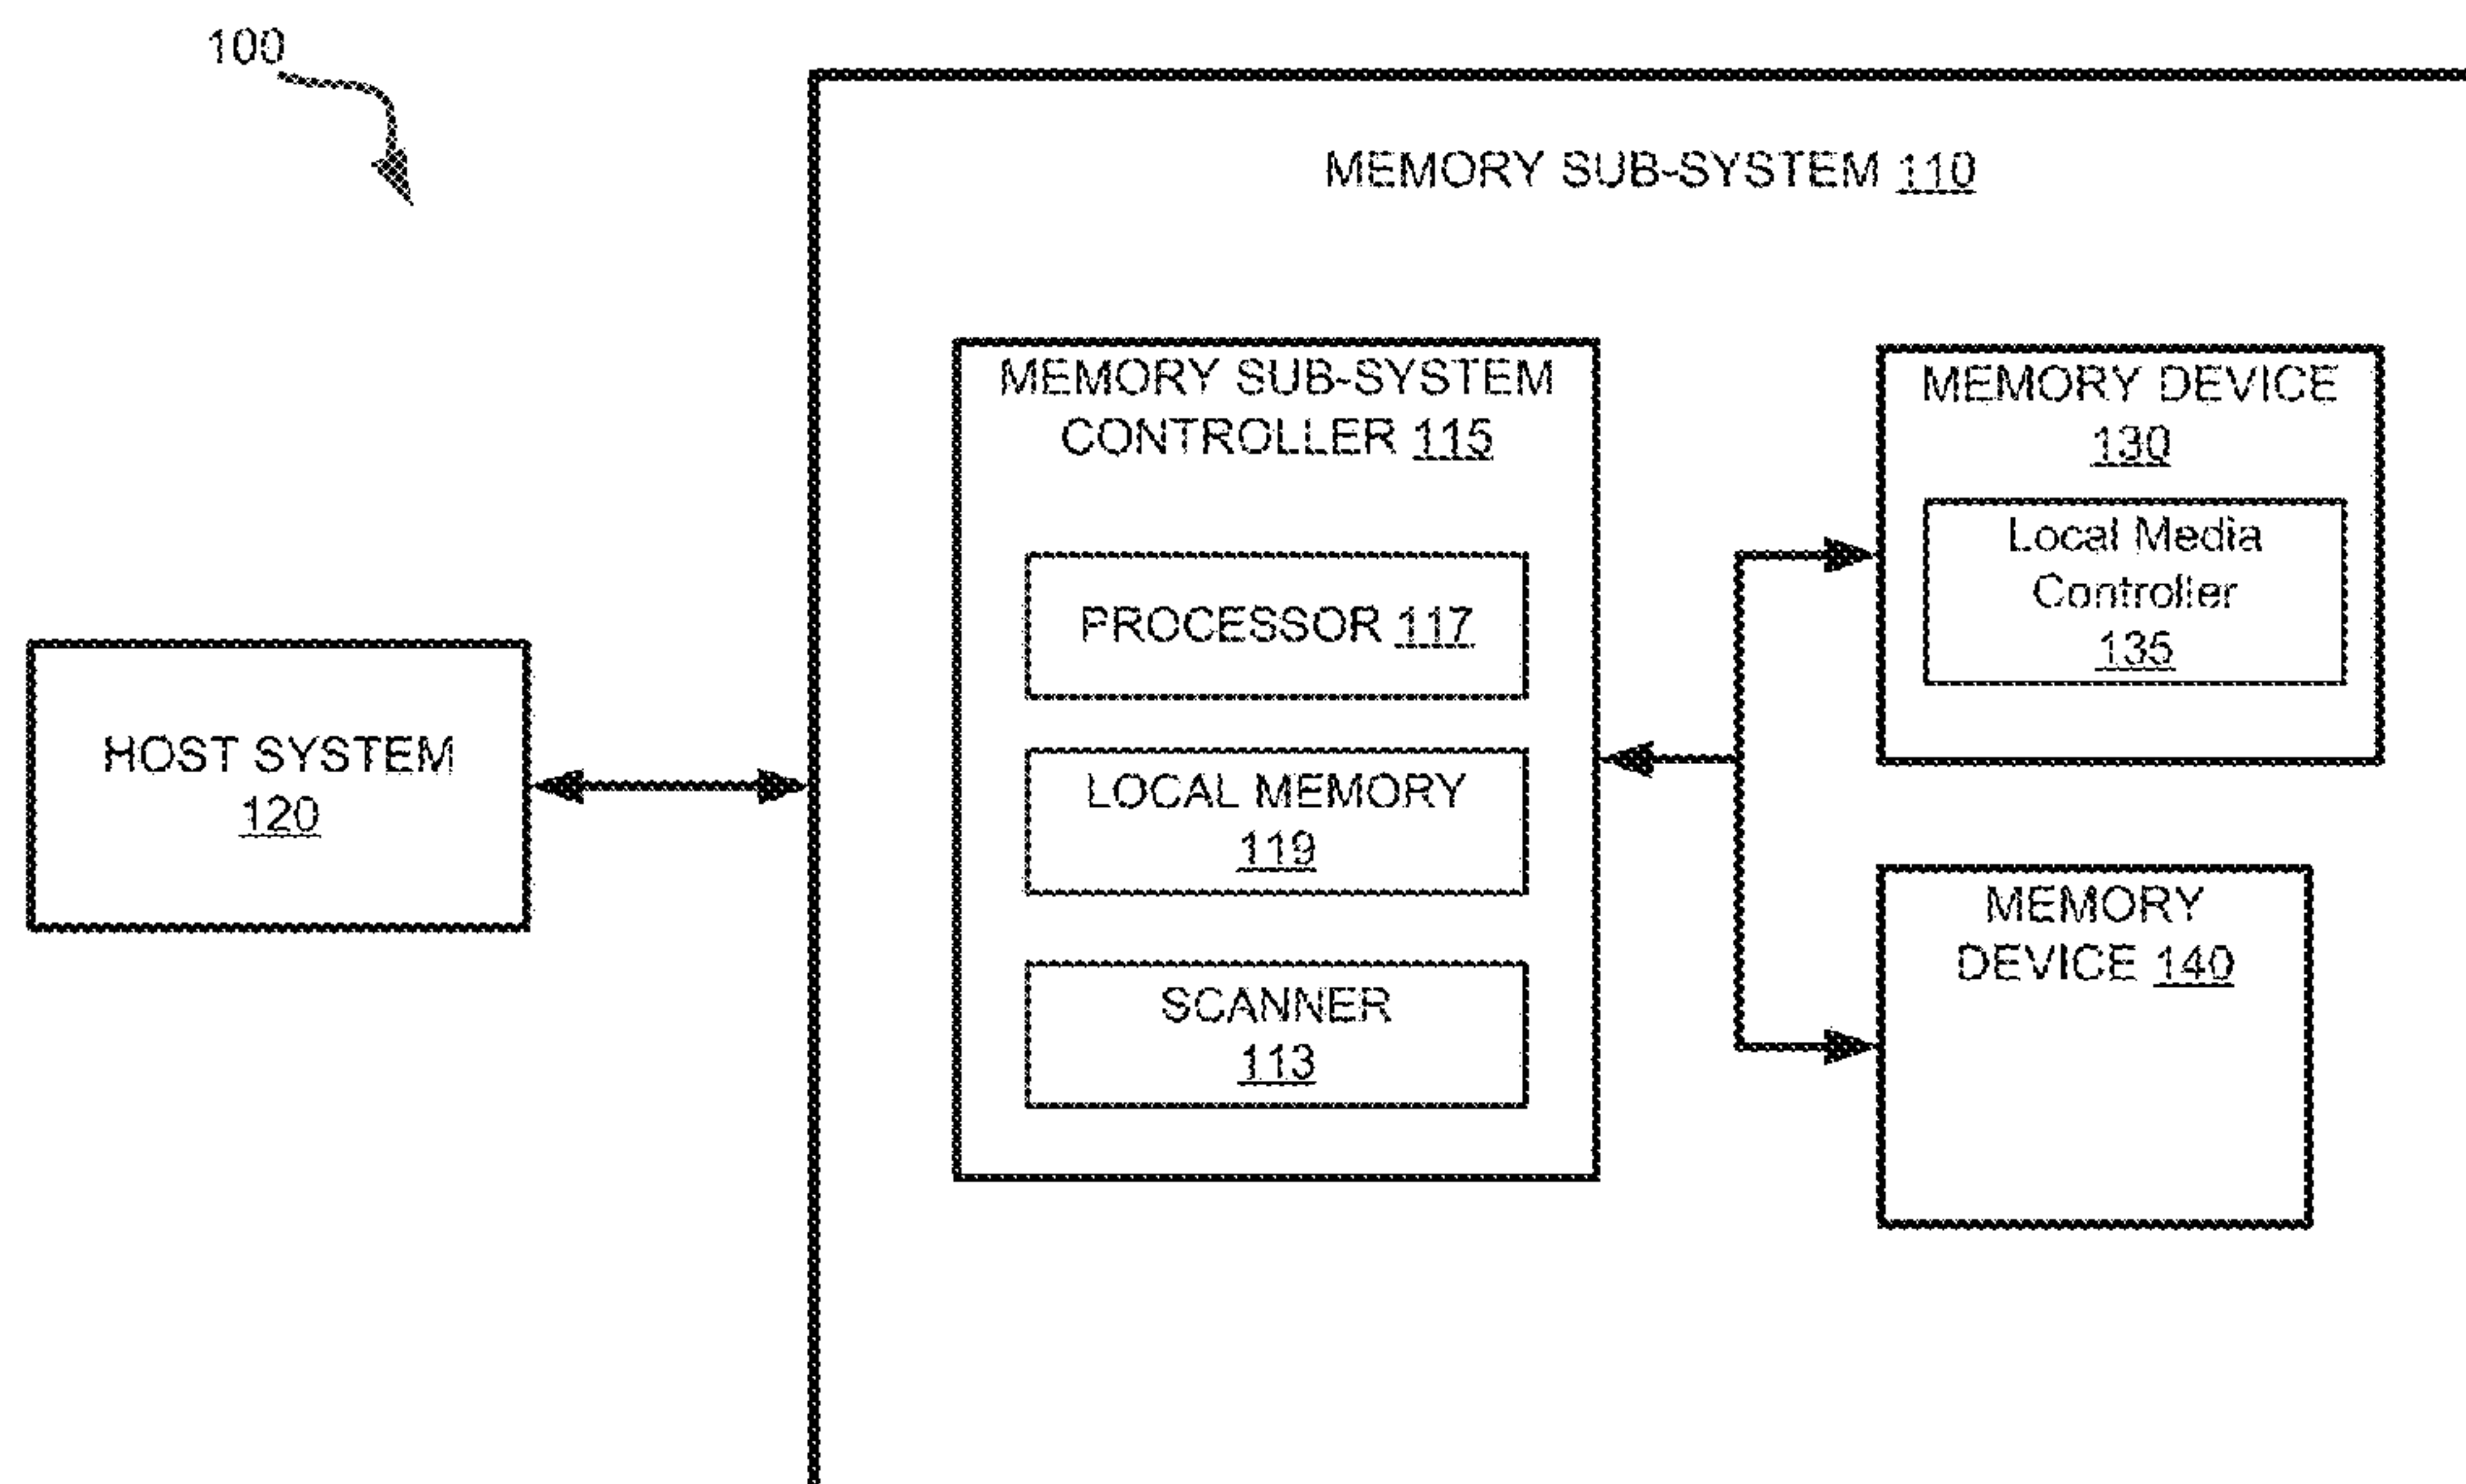 100
MEMORY SUB-SYSTEM 110
MEMORY SUB-SYSTEM
CONTROLLER 115
PROCESSOR 117
LOCAL MEMORY
119
SCANNER
113
HOST SYSTEM
120
MEMORY DEVICE
130
Local Media
Controller
135
MEMORY
DEVICE 140